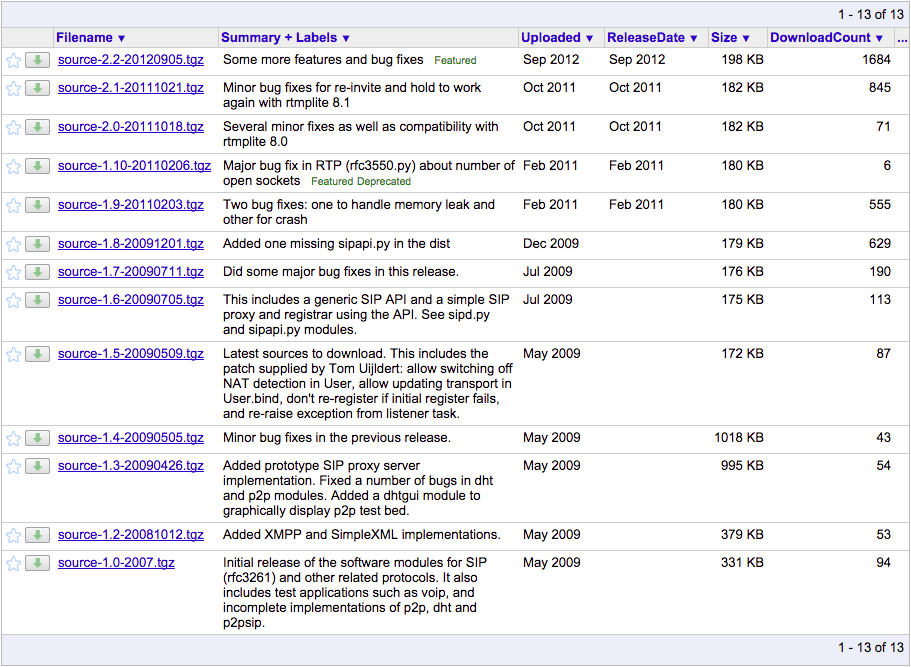 1 - 13 of 13
Filename ▼ Summary + Labels ▼ Uploaded ▼ ReleaseDate ▼ Size ▼ DownloadCount ▼ ...
source-2.2-20120905.tgz Some more features and bug fixes Featured Sep 2012 Sep 2012 198 KB 1684
source-2.1-20111021.tgz Minor bug fixes for re-invite and hold to work Oct 2011 Oct 2011 182 KB 845
again with rtmplite 8.1
source-2.0-20111018.tgz Several minor fixes as well as compatibility with Oct 2011 Oct 2011 182 KB 71
rtmplite 8.0
source-1.10-20110206.tgz Major bug fix in RTP (rfc3550.py) about number of Feb 2011 Feb 2011 180 KB 6
open sockets Featured Deprecated
source-1.9-20110203.tgz Two bug fixes: one to handle memory leak and Feb 2011 Feb 2011 180 KB 555
other for crash
source-1.8-20091201.tgz Added one missing sipapi.py in the dist Dec 2009 179 KB 629
source-1.7-20090711.tgz Did some major bug fixes in this release. Jul 2009 176 KB 190
source-1.6-20090705.tgz This includes a generic SIP API and a simple SIP Jul 2009 175 KB 113
proxy and registrar using the API. See sipd.py
and sipapi.py modules.
source-1.5-20090509.tgz Latest sources to download. This includes the May 2009 172 KB 87
patch supplied by Tom Uijldert: allow switching off
NAT detection in User, allow updating transport in
User.bind, don't re-register if initial register fails,
and re-raise exception from listener task.
source-1.4-20090505.tgz Minor bug fixes in the previous release. May 2009 1018 KB 43
source-1.3-20090426.tgz Added prototype SIP proxy server May 2009 995 KB 54
implementation. Fixed a number of bugs in dht
and p2p modules. Added a dhtgui module to
graphically display p2p test bed.
source-1.2-20081012.tgz Added XMPP and SimpleXML implementations. May 2009 379 KB 53
source-1.0-2007.tgz Initial release of the software modules for SIP May 2009 331 KB 94
(rfc3261) and other related protocols. It also
includes test applications such as voip, and
incomplete implementations of p2p, dht and
p2psip.
1 - 13 of 13